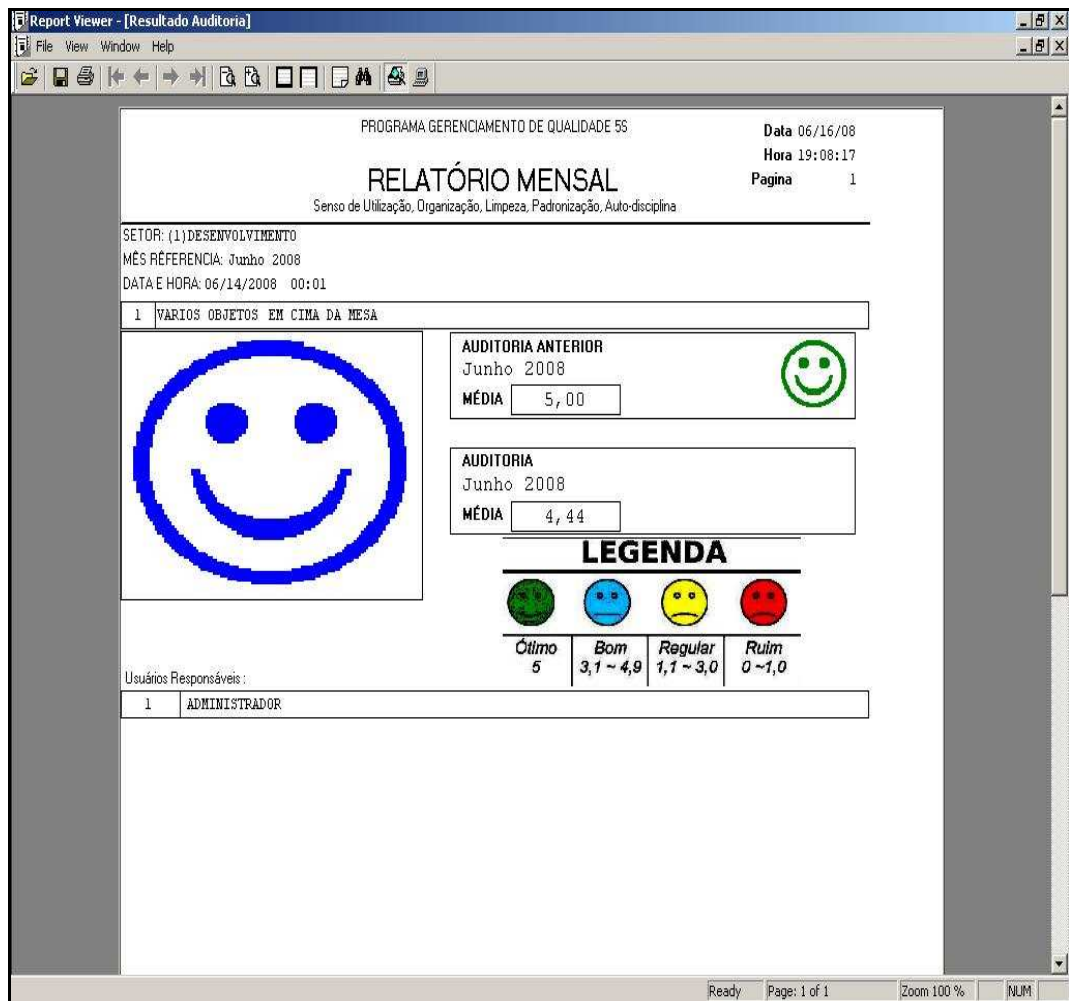 Report Viewer - [Resultado Auditoria]
File View Window Help
PROGRAMA GERENCIAMENTO DE QUALIDADE 5S
Data 06/16/08
Hora 19:08:17
RELATÓRIO MENSAL
Pagina 1
Senso de Utilização, Organização, Limpeza, Padronização, Auto-disciplina
SETOR: (1)DESENVOLVIMENTO
MÊS RÊFERENCIA: Junho 2008
DATA E HORA: 06/14/2008 00:01
1 VARIOS OBJETOS EM CIMA DA MESA
AUDITORIA ANTERIOR
Junho 2008
MÉDIA 5,00
AUDITORIA
Junho 2008
MÉDIA 4,44
LEGENDA
Ótimo Bom Regular Ruim
5 3,1 ~ 4,9 1,1 ~ 3,0 0 ~1,0
Usuários Responsáveis :
1 ADMINISTRADOR
Ready Page: 1 of 1 Zoom 100 % NUM